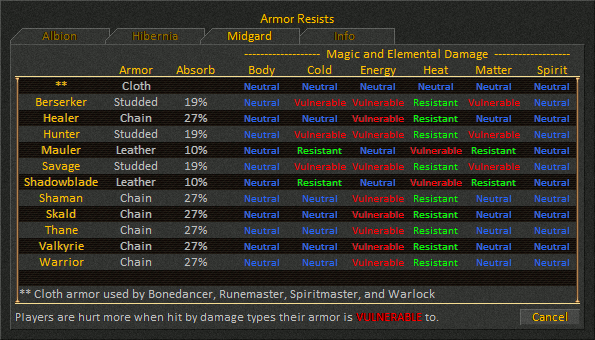 Armor Resists
Albion Hibernia Midgard Info
Magic and Elemental Damage
Armor Absorb Body Cold Energy Heat Matter Spirit
** Cloth Neutral Neutral Neutral Neutral Neutral Neutral
Berserker Studded 19% Neutral Vulnerable Vulnerable Resistant Vulnerable Neutral
Healer Chain 27% Neutral Neutral Vulnerable Resistant Neutral Neutral
Hunter Studded 19% Neutral Vulnerable Vulnerable Resistant Vulnerable Neutral
Mauler Leather 10% Neutral Resistant Neutral Vulnerable Resistant Neutral
Savage Studded 19% Neutral Vulnerable Vulnerable Resistant Vulnerable Neutral
Shadowblade Leather 10% Neutral Resistant Neutral Vulnerable Resistant Neutral
Shaman Chain 27% Neutral Neutral Vulnerable Resistant Neutral Neutral
Skald Chain 27% Neutral Neutral Vulnerable Resistant Neutral Neutral
Thane Chain 27% Neutral Neutral Vulnerable Resistant Neutral Neutral
Valkyrie Chain 27% Neutral Neutral Vulnerable Resistant Neutral Neutral
Warrior Chain 27% Neutral Neutral Vulnerable Resistant Neutral Neutral
** Cloth armor used by Bonedancer, Runemaster, Spiritmaster, and Warlock
Players are hurt more when hit by damage types their armor is VULNERABLE to. Cancel